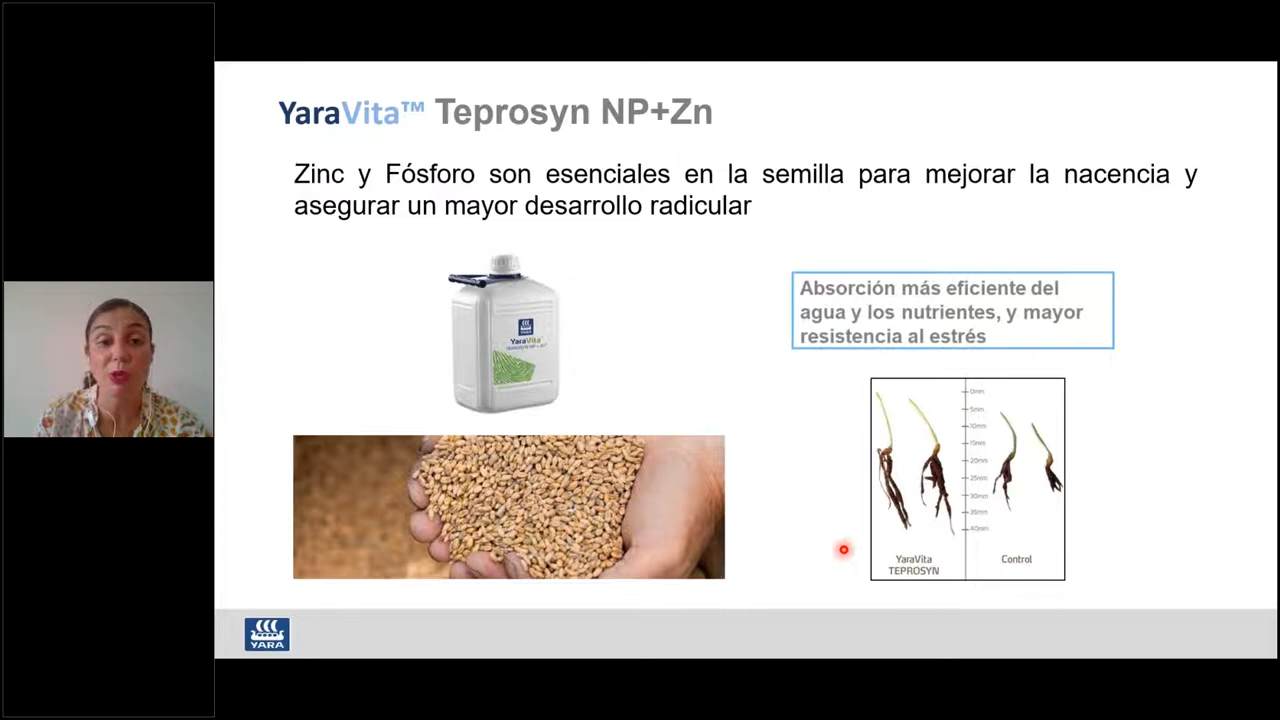 YaraVita™ Teprosyn NP+Zn
Zinc y Fósforo son esenciales en la semilla para mejorar la nacencia y
asegurar un mayor desarrollo radicular
YARA
YaraVita
Absorción más eficiente del
agua y los nutrientes, y mayor
resistencia al estrés
0mm
5mm
10mm
15mm
20mm
25mm
30mm
35mm
40mm
YaraVita
TEPROSYN
Control
YARA